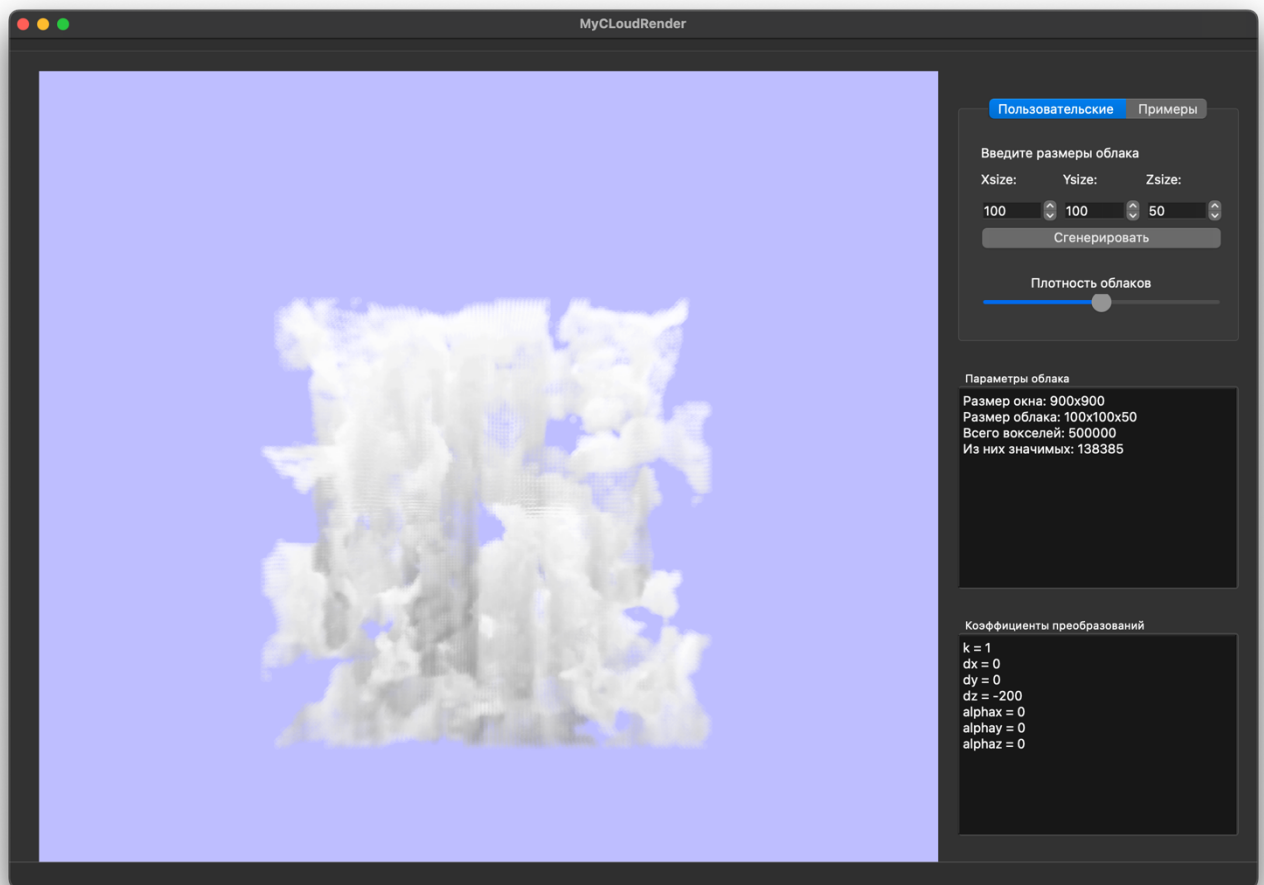 MyCLoudRender
Пользовательские Примеры
Введите размеры облака
Xsize: Ysize: Zsize:
100 100 50
Сгенерировать
Плотность облаков
Параметры облака
Размер окна: 900x900
Размер облака: 100x100x50
Всего вокселей: 500000
Из них значимых: 138385
Коэффициенты преобразований
k = 1
dx = 0
dy = 0
dz = -200
alphax = 0
alphay = 0
alphaz = 0